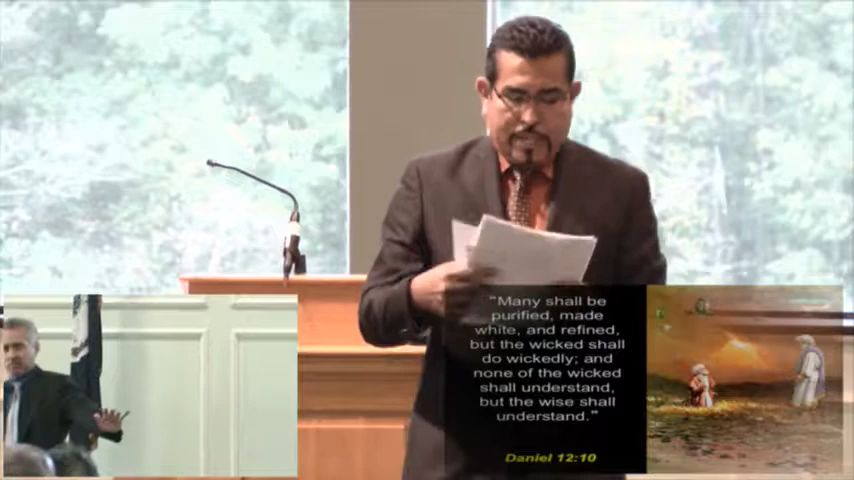 "Many shall be
purified, made
white, and refined,
but the wicked shall
do wickedly; and
none of the wicked
shall understand,
but the wise shall
understand."
Daniel 12:10